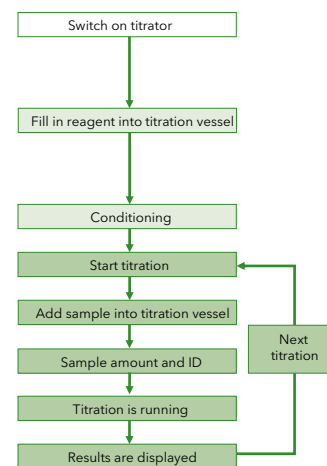 Switch on titrator
Fill in reagent into titration vessel
Conditioning
Start titration
Add sample into titration vessel
Sample amount and ID
Next
titration
Titration is running
Results are displayed